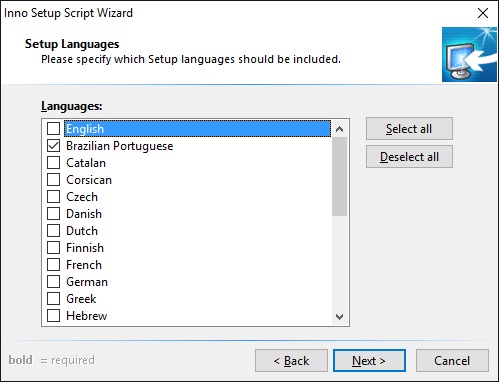 Inno Setup Script Wizard
Setup Languages
Please specify which Setup languages should be included.
Languages:
English
Brazilian Portuguese
Catalan
Corsican
Czech
Danish
Dutch
Finnish
French
German
Greek
Hebrew
Select all
Deselect all
bold = required
< Back
Next >
Cancel